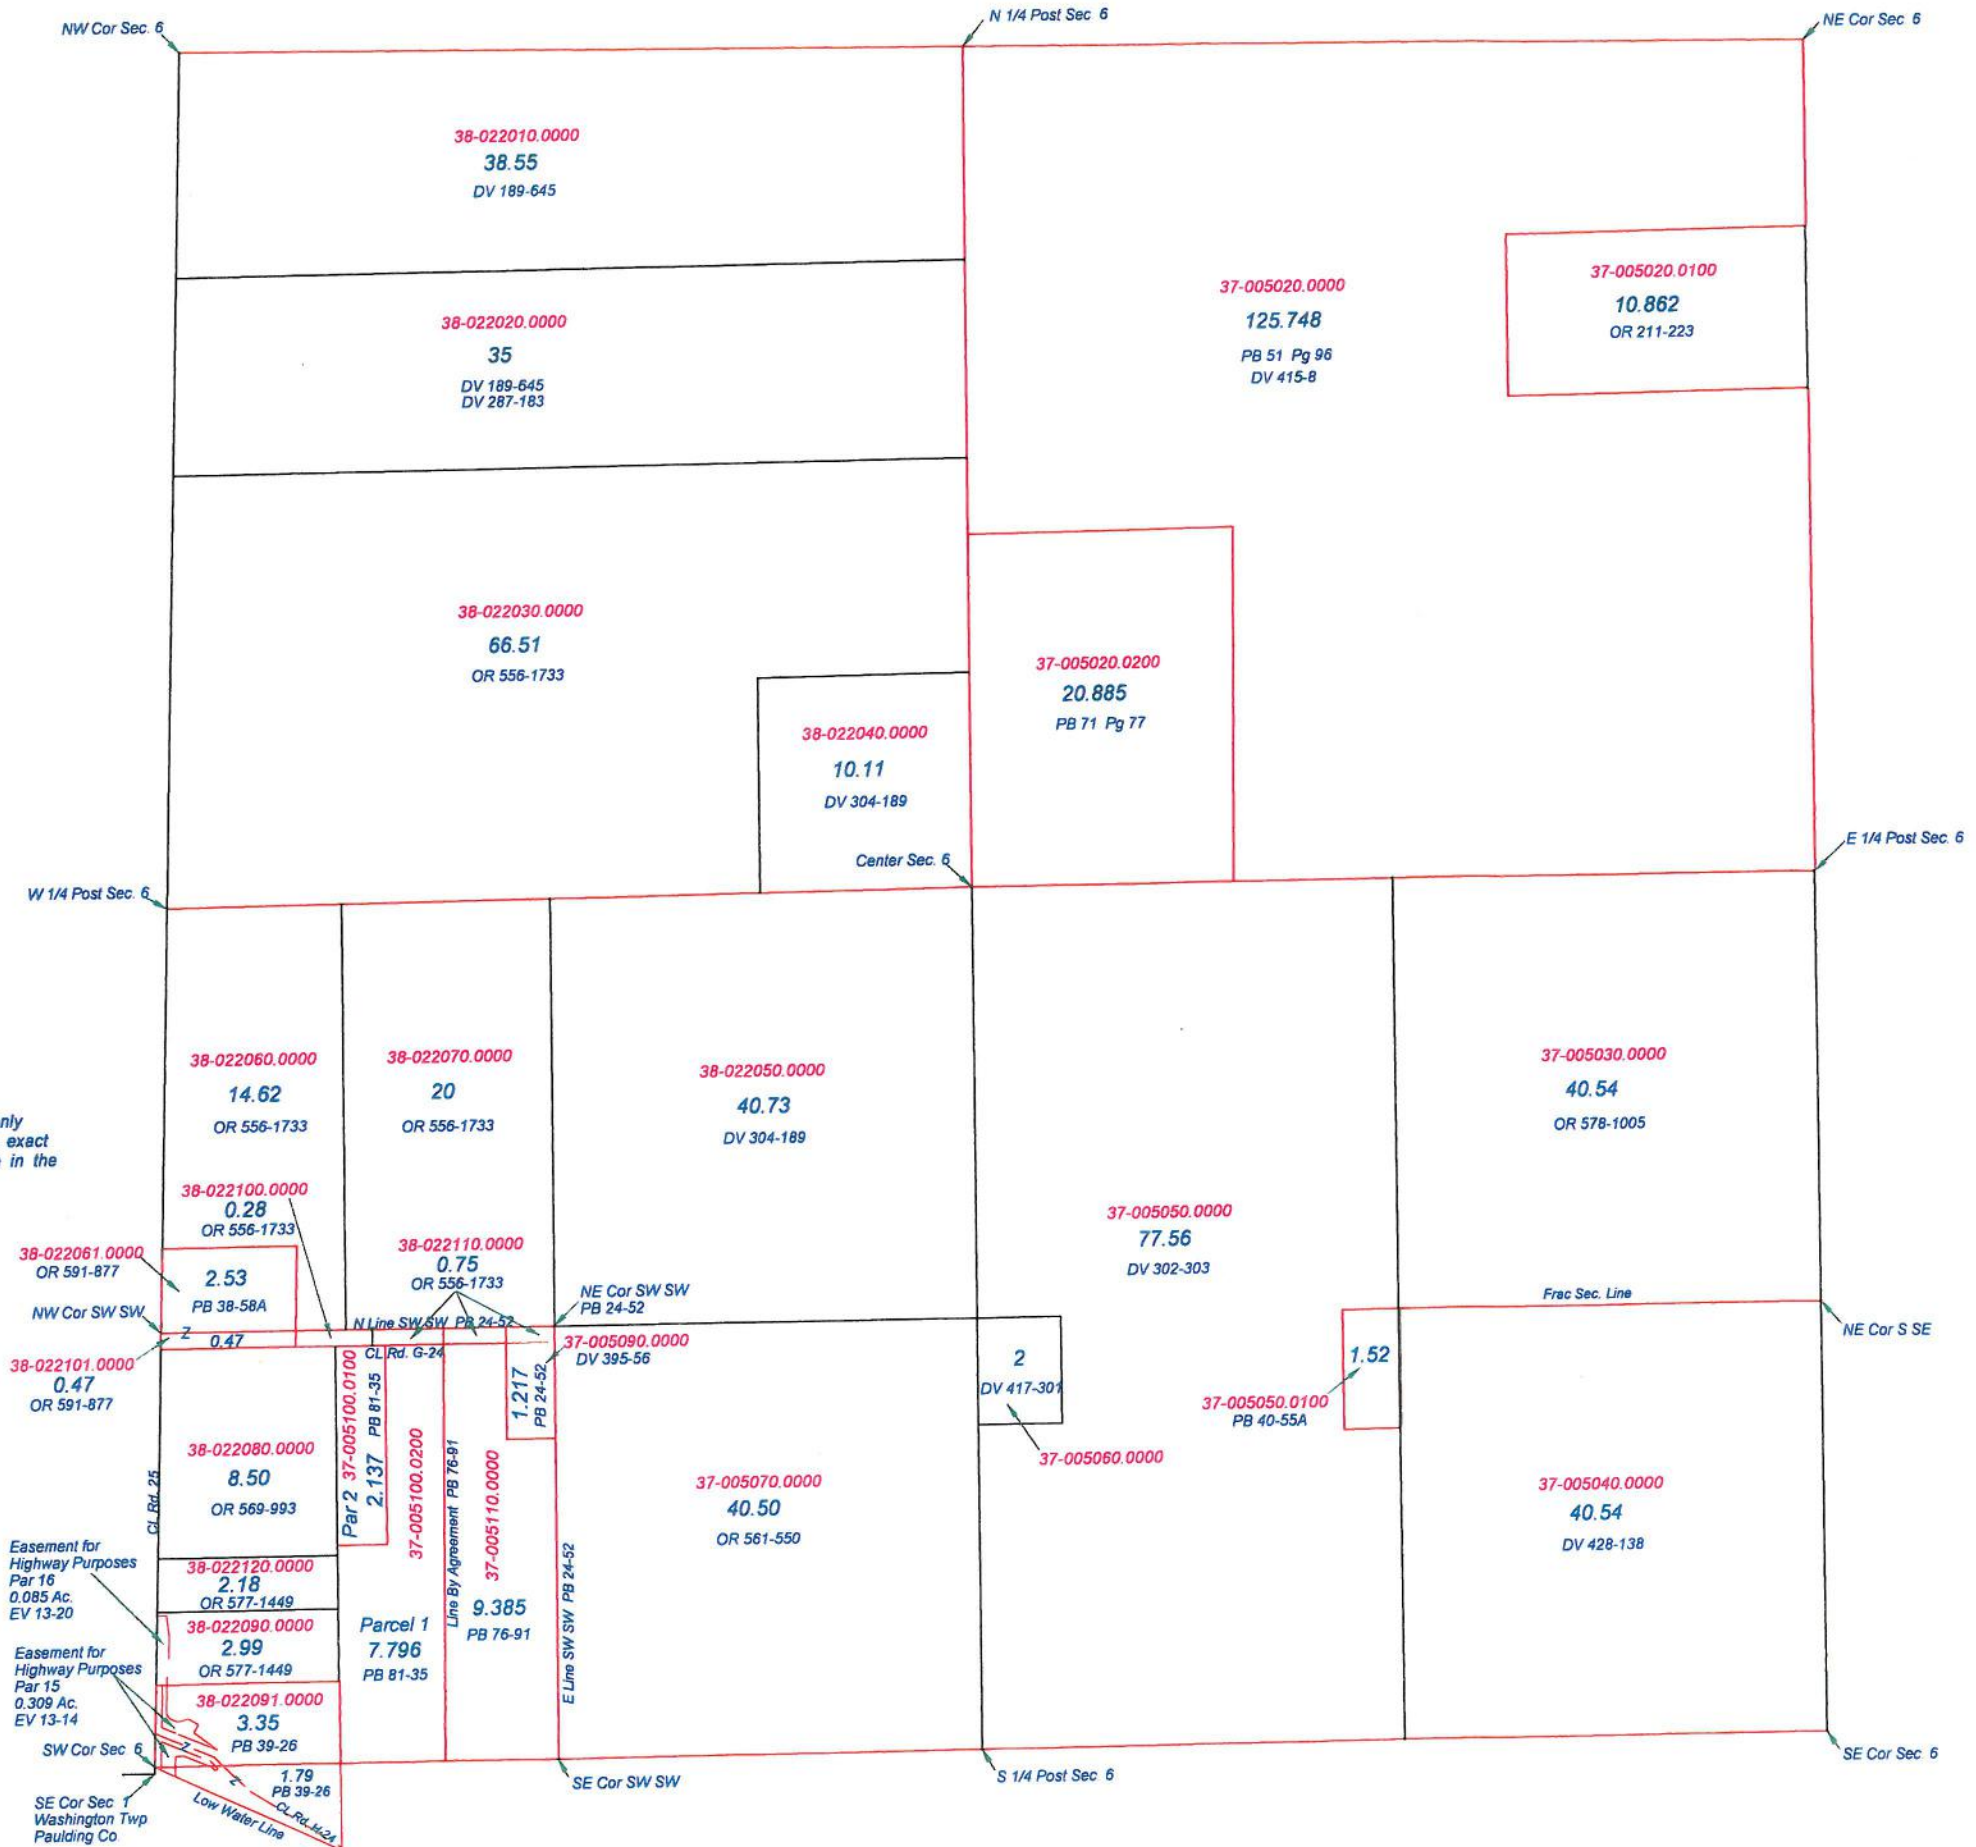 NW Cor Sec. 6
N 1/4 Post Sec 6
NE Cor Sec 6
38-022010.0000
38.55
DV 189-645
37-005020.0000
125.748
PB 51 Pg 96
DV 415-8
37-005020.0100
10.862
OR 211-223
38-022020.0000
35
DV 189-645
DV 287-183
38-022030.0000
66.51
OR 556-1733
38-022040.0000
10.11
DV 304-189
37-005020.0200
20.885
PB 71 Pg 77
Center Sec. 6
E 1/4 Post Sec. 6
W 1/4 Post Sec. 6
38-022060.0000
14.62
OR 556-1733
38-022070.0000
20
OR 556-1733
38-022050.0000
40.73
DV 304-189
37-005030.0000
40.54
OR 578-1005
nly
exact
in the
38-022100.0000
0.28
OR 556-1733
38-022110.0000
0.75
OR 556-1733
37-005050.0000
77.56
DV 302-303
38-022061.0000
OR 591-877
2.53
PB 38-58A
NE Cor SW SW
PB 24-52
Frac Sec. Line
NW Cor SW SW
Z
0.47
N Line SW SW PB 24-52
CL Rd. G-24
37-005090.0000
DV 395-56
NE Cor S SE
38-022101.0000
0.47
OR 591-877
1.217
PB 24-52
2
DV 417-301
37-005060.0000
1.52
37-005050.0100
PB 40-55A
CL Rd. 25
38-022080.0000
8.50
OR 569-993
Par 2 37-005100.0100
2.137 PB 81-35
37-005100.0200
Line By Agreement PB 76-91
37-005110.0000
9.385
PB 76-91
E Line SW SW PB 24-52
37-005070.0000
40.50
OR 561-550
37-005040.0000
40.54
DV 428-138
Easement for
Highway Purposes
Par 16
0.085 Ac.
EV 13-20
38-022120.0000
2.18
OR 577-1449
38-022090.0000
2.99
OR 577-1449
Parcel 1
7.796
PB 81-35
Easement for
Highway Purposes
Par 15
0.309 Ac.
EV 13-14
38-022091.0000
3.35
PB 39-26
Z
SW Cor Sec 6
1.79
PB 39-26
Z
CL Rd. H-24
Low Water Line
SE Cor SW SW
S 1/4 Post Sec 6
SE Cor Sec 6
SE Cor Sec 1
Washington Twp
Paulding Co